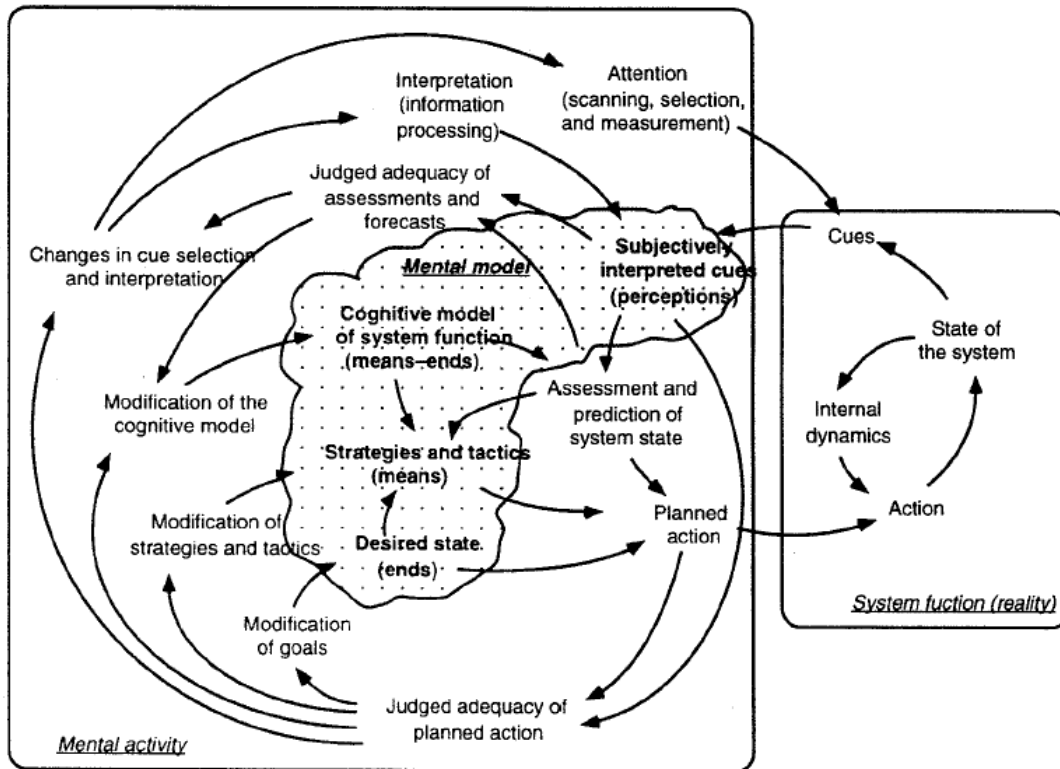 Attention
(scanning, selection,
and measurement)
Interpretation
(information
processing)
Judged adequacy of
assessments and
forecasts
Changes in cue selection
and interpretation
Mental model
Subjectively
interpreted cues
(perceptions)
Cues
Cognitive model
of system function
(means–ends)
State of
the system
Modification of the
cognitive model
Assessment and
prediction of
system state
Internal
dynamics
Strategies and tactics
(means)
Modification of
strategies and tactics
Desired state
(ends)
Planned
action
Action
Modification
of goals
System fuction (reality)
Judged adequacy of
planned action
Mental activity